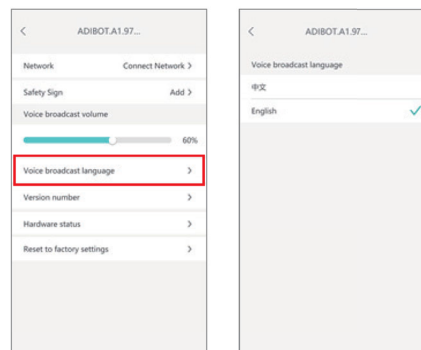 ADIBOT.A1.97...
Network Connect Network >
Safety Sign Add >
Voice broadcast volume
60%
Voice broadcast language >
Version number >
Hardware status >
Reset to factory settings >
ADIBOT.A1.97...
Voice broadcast language
中文
English